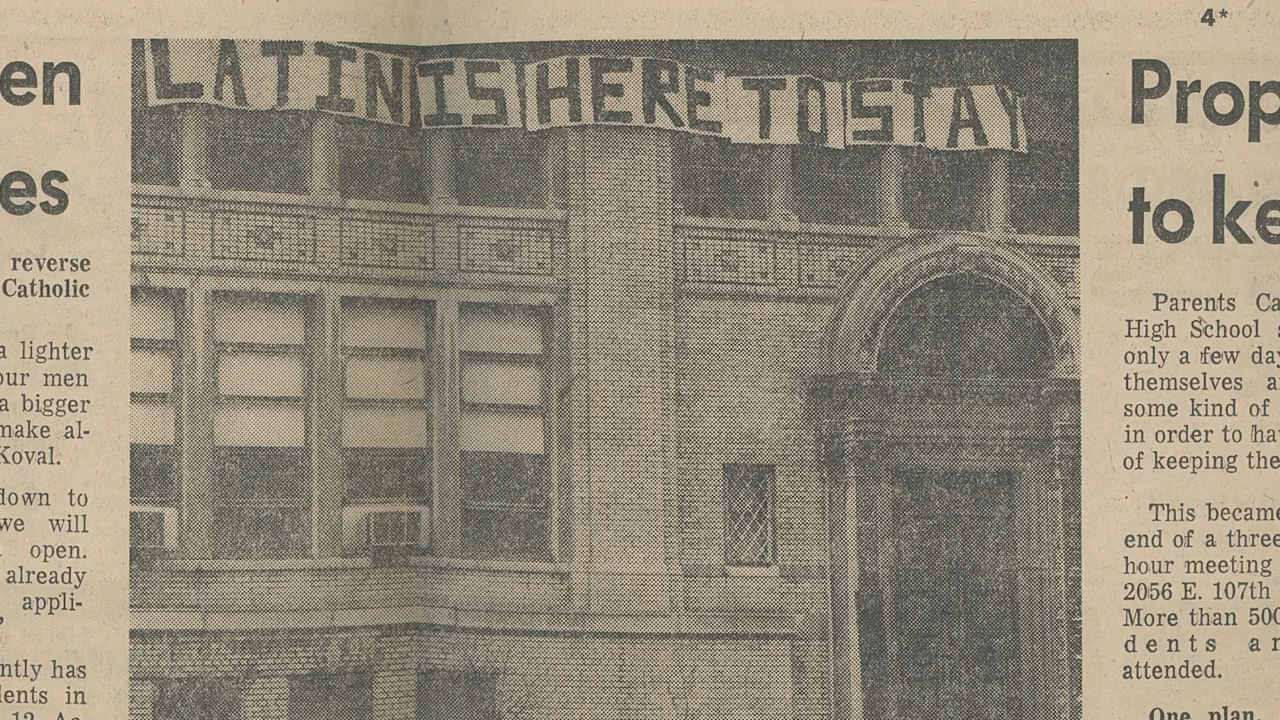 4*
en
es
reverse
Catholic
a lighter
our men
a bigger
make al-
Koval.
down to
we will
open.
already
appli-
ntly has
dents in
LATIN IS HERE TO STAY
Prop
to ke
Parents Ca
High School
only a few day
themselves
some kind of
in order to ha
of keeping the
This became
end of a three
hour meeting
2056 E. 107th
More than 500
dents an
attended.
One plan,